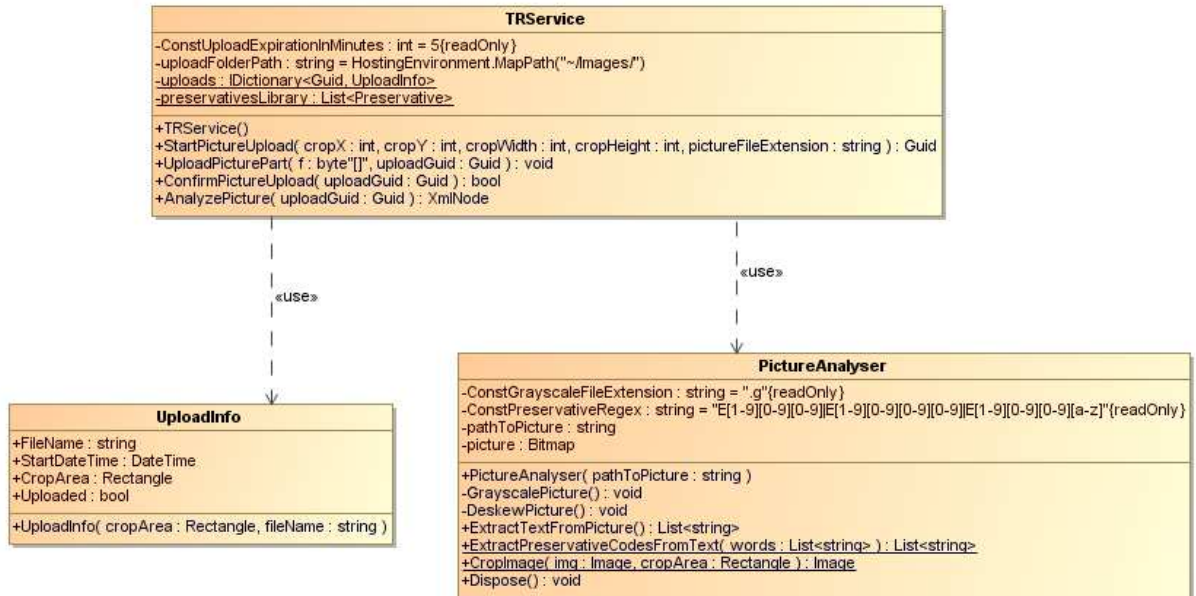 TRService
-ConstUploadExpirationInMinutes : int = 5{readOnly}
-uploadFolderPath : string = HostingEnvironment.MapPath("~/Images/")
-uploads : IDictionary<Guid, UploadInfo>
-preservativesLibrary : List<Preservative>
+TRService()
+StartPictureUpload( cropX : int, cropY : int, cropWidth : int, cropHeight : int, pictureFileExtension : string ) : Guid
+UploadPicturePart( f : byte"[]", uploadGuid : Guid ) : void
+ConfirmPictureUpload( uploadGuid : Guid ) : bool
+AnalyzePicture( uploadGuid : Guid ) : XmlNode
«use»
«use»
UploadInfo
+FileName : string
+StartDateTime : DateTime
+CropArea : Rectangle
+Uploaded : bool
+UploadInfo( cropArea : Rectangle, fileName : string )
PictureAnalyser
-ConstGrayscaleFileExtension : string = ".g"{readOnly}
-ConstPreservativeRegex : string = "E[1-9][0-9][0-9]|E[1-9][0-9][0-9][0-9]|E[1-9][0-9][0-9][a-z]"{readOnly}
-pathToPicture : string
-picture : Bitmap
+PictureAnalyser( pathToPicture : string )
-GrayscalePicture() : void
-DeskewPicture() : void
+ExtractTextFromPicture() : List<string>
+ExtractPreservativeCodesFromText( words : List<string> ) : List<string>
+CropImage( img : Image, cropArea : Rectangle ) : Image
+Dispose() : void